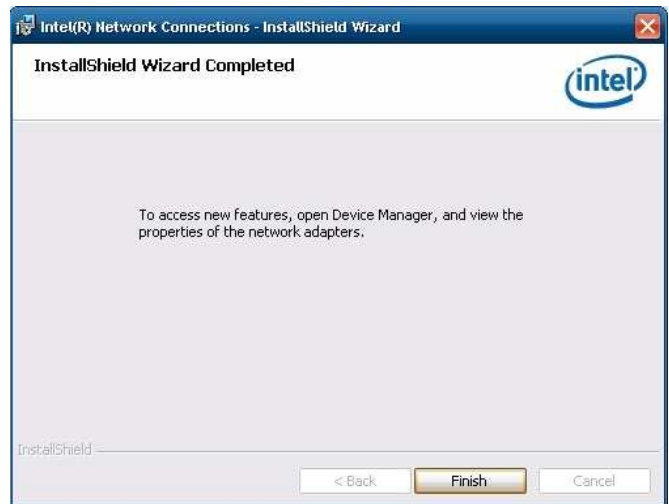 Intel(R) Network Connections - InstallShield Wizard
InstallShield Wizard Completed
intel
To access new features, open Device Manager, and view the
properties of the network adapters.
InstallShield
< Back
Finish
Cancel